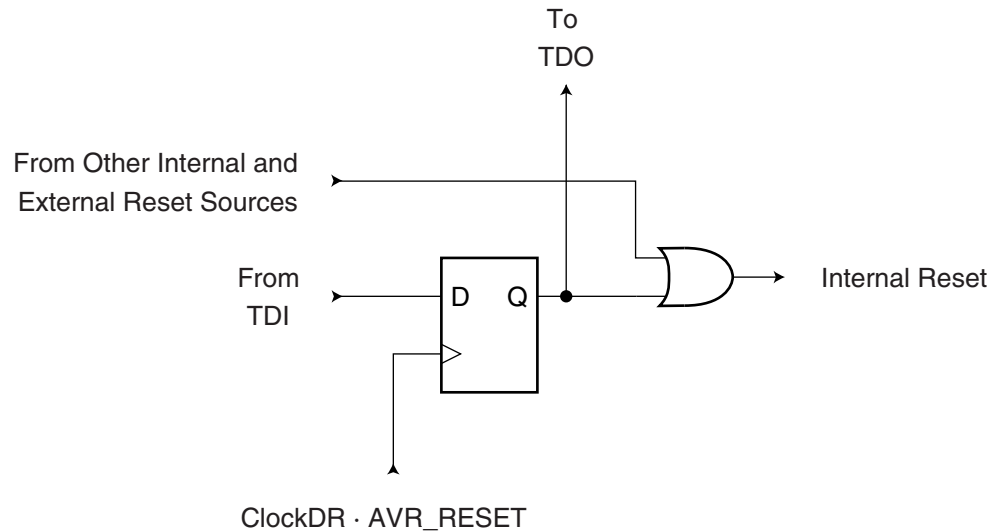 To
TDO
From Other Internal and
External Reset Sources
From
TDI
D
Q
Internal Reset
ClockDR · AVR_RESET